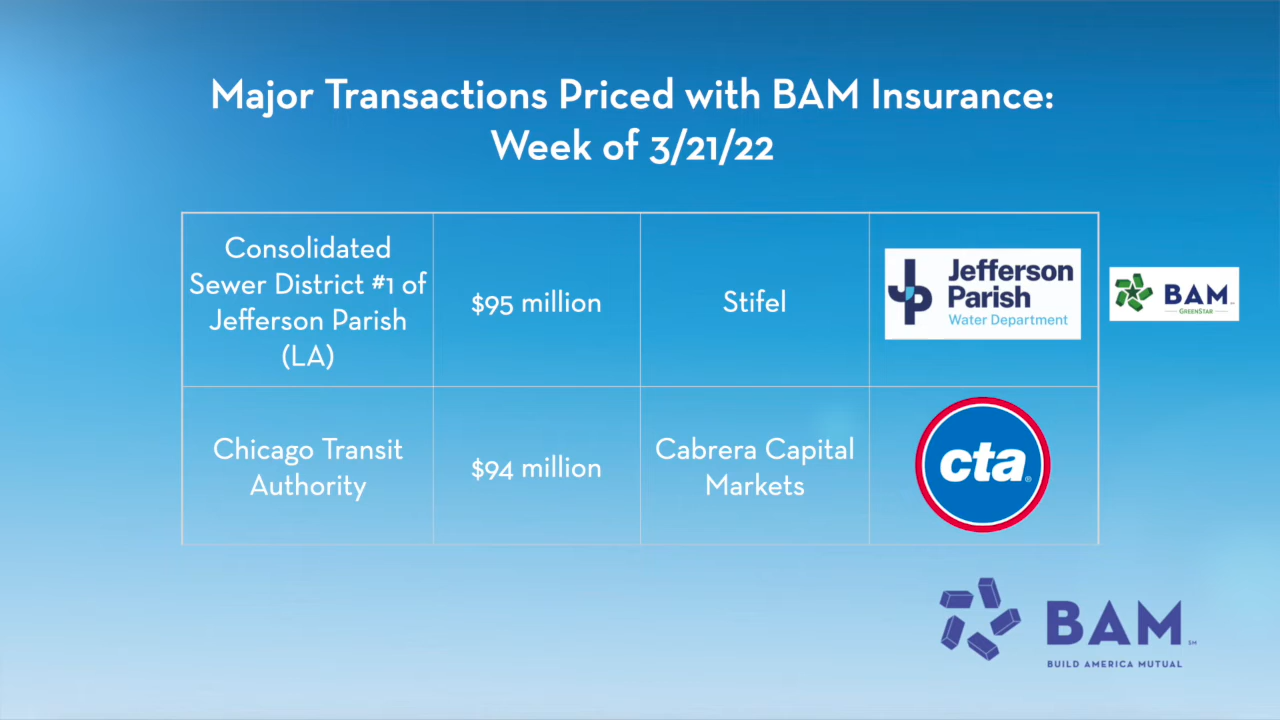 Major Transactions Priced with BAM Insurance:
Week of 3/21/22
Consolidated
Sewer District #1 of
Jefferson Parish
(LA)
$95 million
Stifel
JP
Jefferson
Parish
Water Department
BAM
GREENSTAR
Chicago Transit
Authority
$94 million
Cabrera Capital
Markets
cta®
BAM SM
BUILD AMERICA MUTUAL